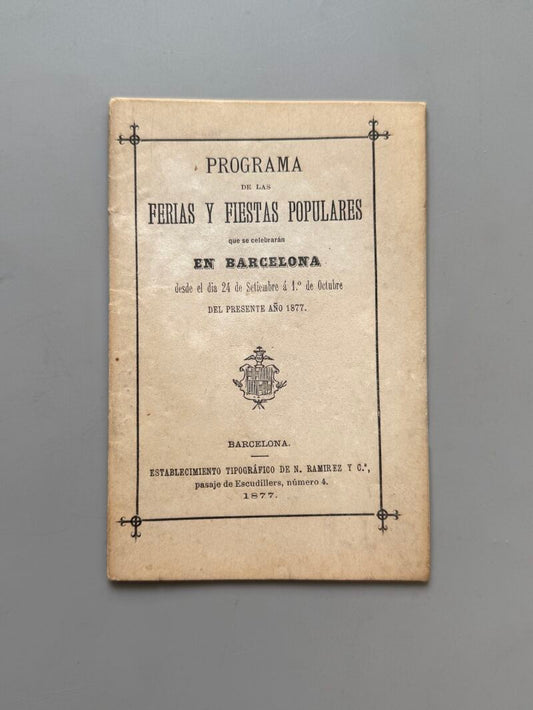 PROGRAMA
DE LAS
FERIAS Y FIESTAS POPULARES
que se celebrarán
EN BARCELONA
desde el dia 24 de Setiembre á 1.º de Octubre
DEL PRESENTE AÑO 1877.
BARCELONA.
ESTABLECIMIENTO TIPOGRÁFICO DE N. RAMIREZ Y C.ª,
pasaje de Escudillers, número 4.
1877.